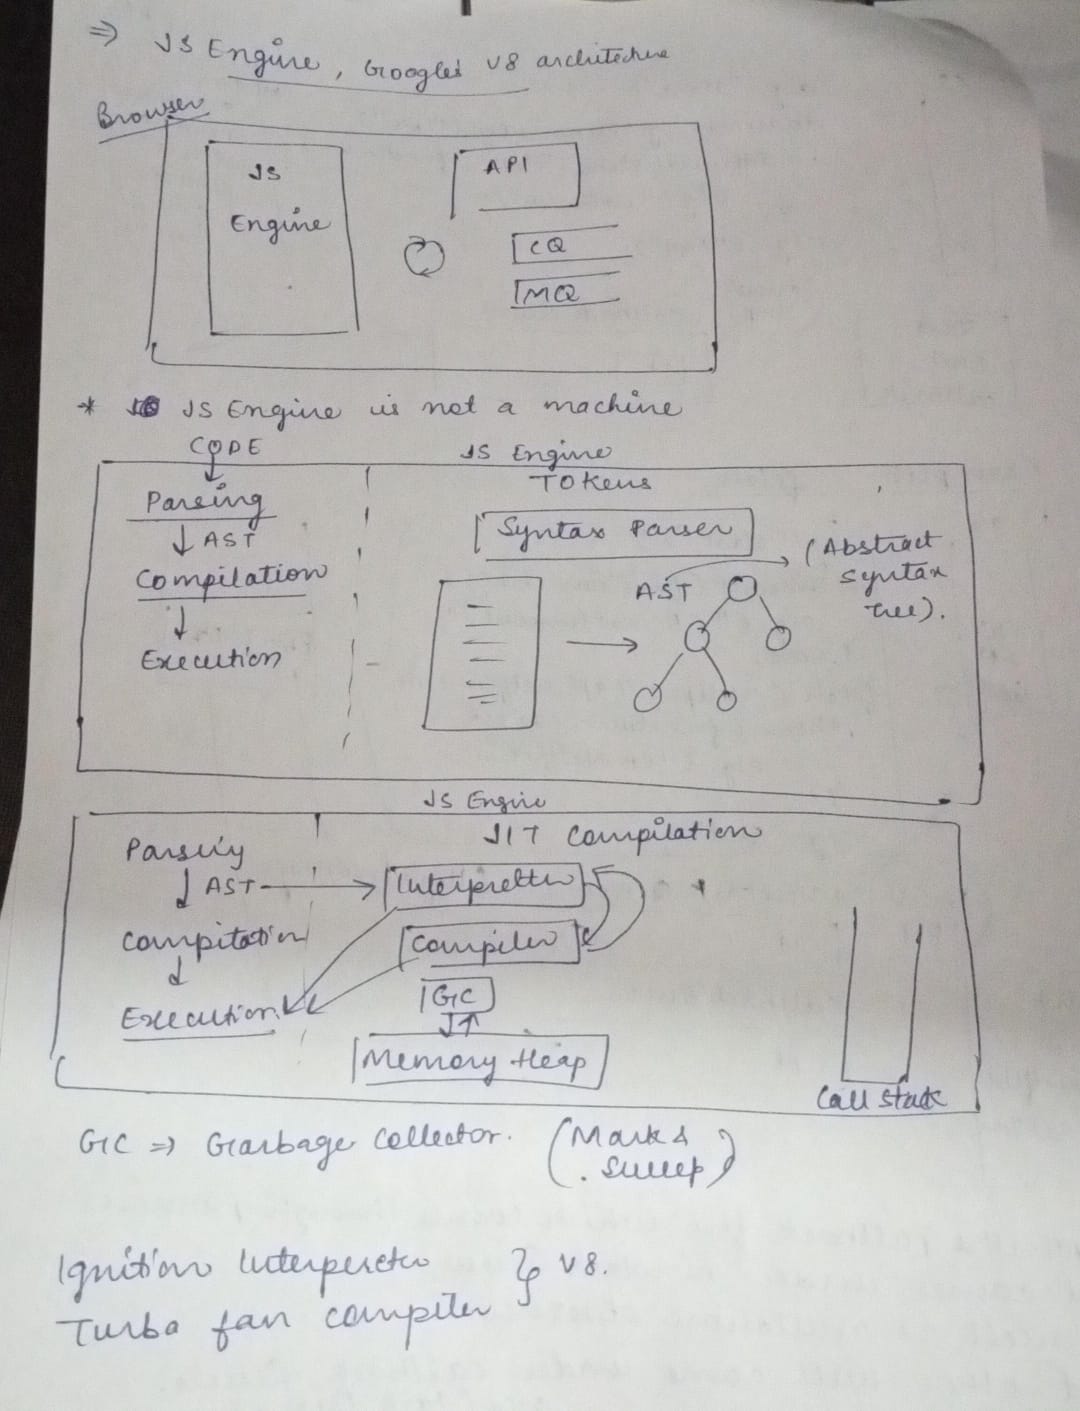 ⇒ JS Engine, Google's V8 architecture
Browser
JS
Engine
API
CQ
MQ
* JS Engine is not a machine
CODE
JS Engine
Parsing
↓ AST
Compilation
↓
Execution
TOKens
Syntax Parser
AST
(Abstract
syntax
tree).
JS Engine
JIT Compilation
Parsing
↓ AST
Compilation
↓
Execution
Interpretter
Compiler
GC
Memory Heap
Call stack
GC ⇒ Garbage Collector. (Mark &
sweep)
Ignition Interpreter
Turbo fan compiler } V8.